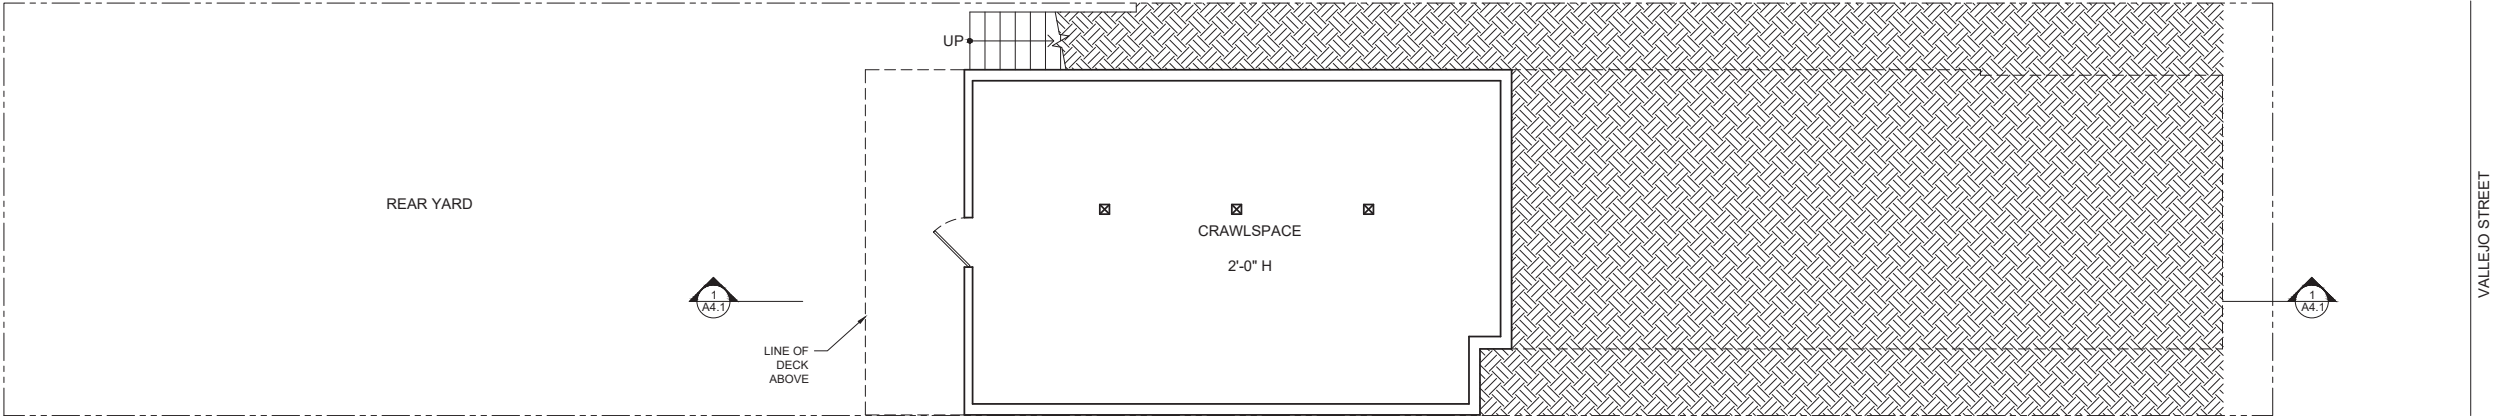 UP
REAR YARD
CRAWLSPACE
2'-0" H
1
A4.1
LINE OF
DECK
ABOVE
1
A4.1
VALLEJO STREET